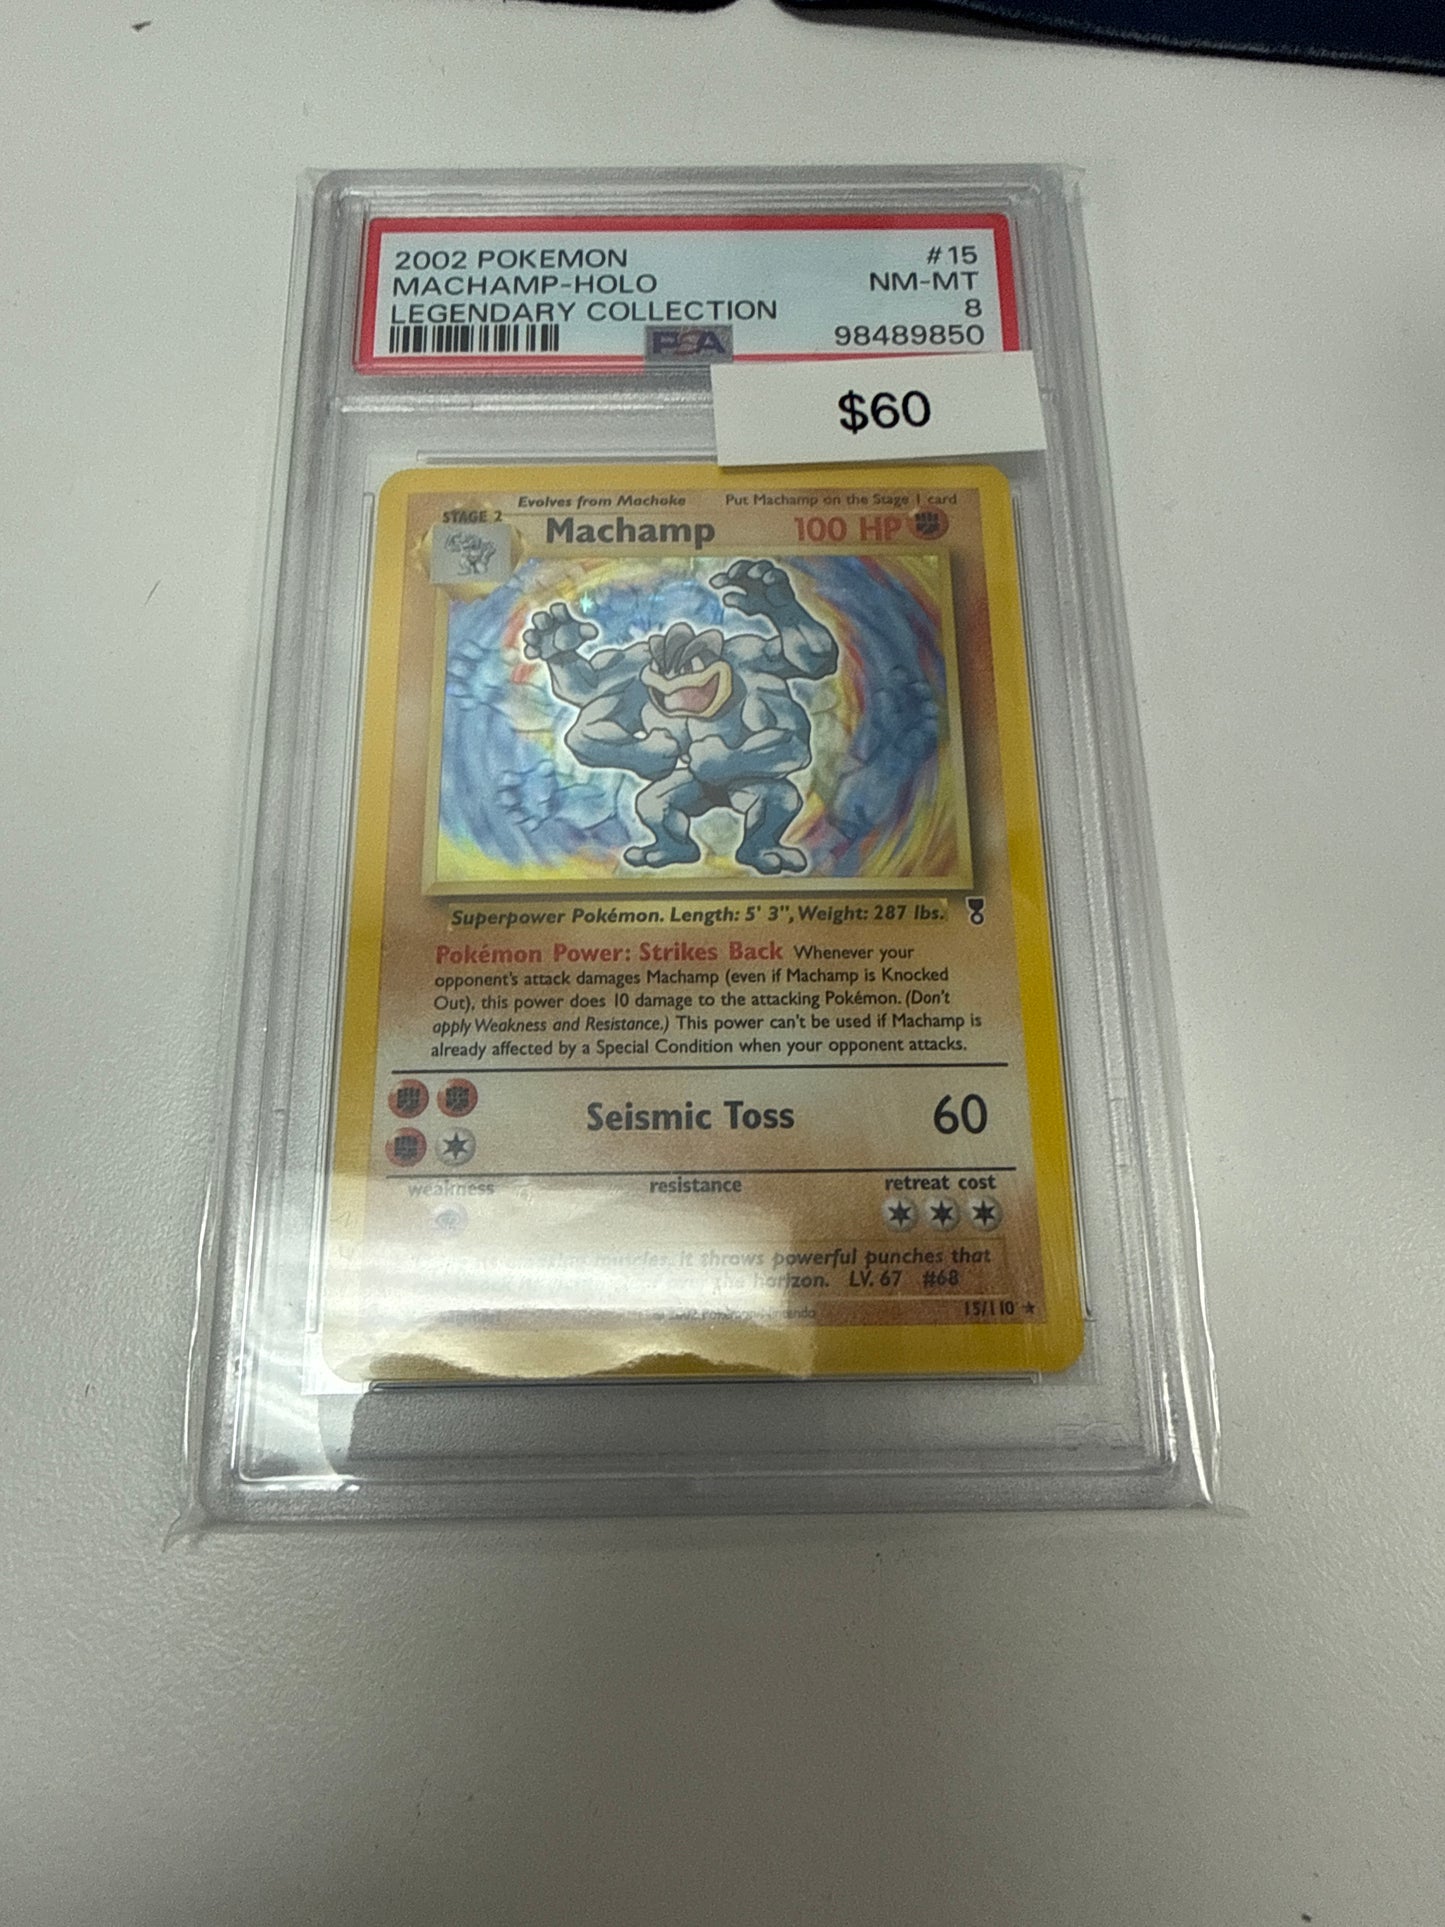 2002 POKEMON #15
MACHAMP-HOLO NM-MT
LEGENDARY COLLECTION 8
PSA 98489850
$60
Evolves from Machoke Put Machamp on the Stage 1 card
STAGE 2
Machamp 100 HP
Superpower Pokémon. Length: 5' 3", Weight: 287 lbs.
Pokémon Power: Strikes Back Whenever your
opponent's attack damages Machamp (even if Machamp is Knocked
Out), this power does 10 damage to the attacking Pokémon. (Don't
apply Weakness and Resistance.) This power can't be used if Machamp is
already affected by a Special Condition when your opponent attacks.
Seismic Toss 60
weakness resistance retreat cost
muscles, it throws powerful punches that
the horizon. LV. 67 #68
15/110
PSA